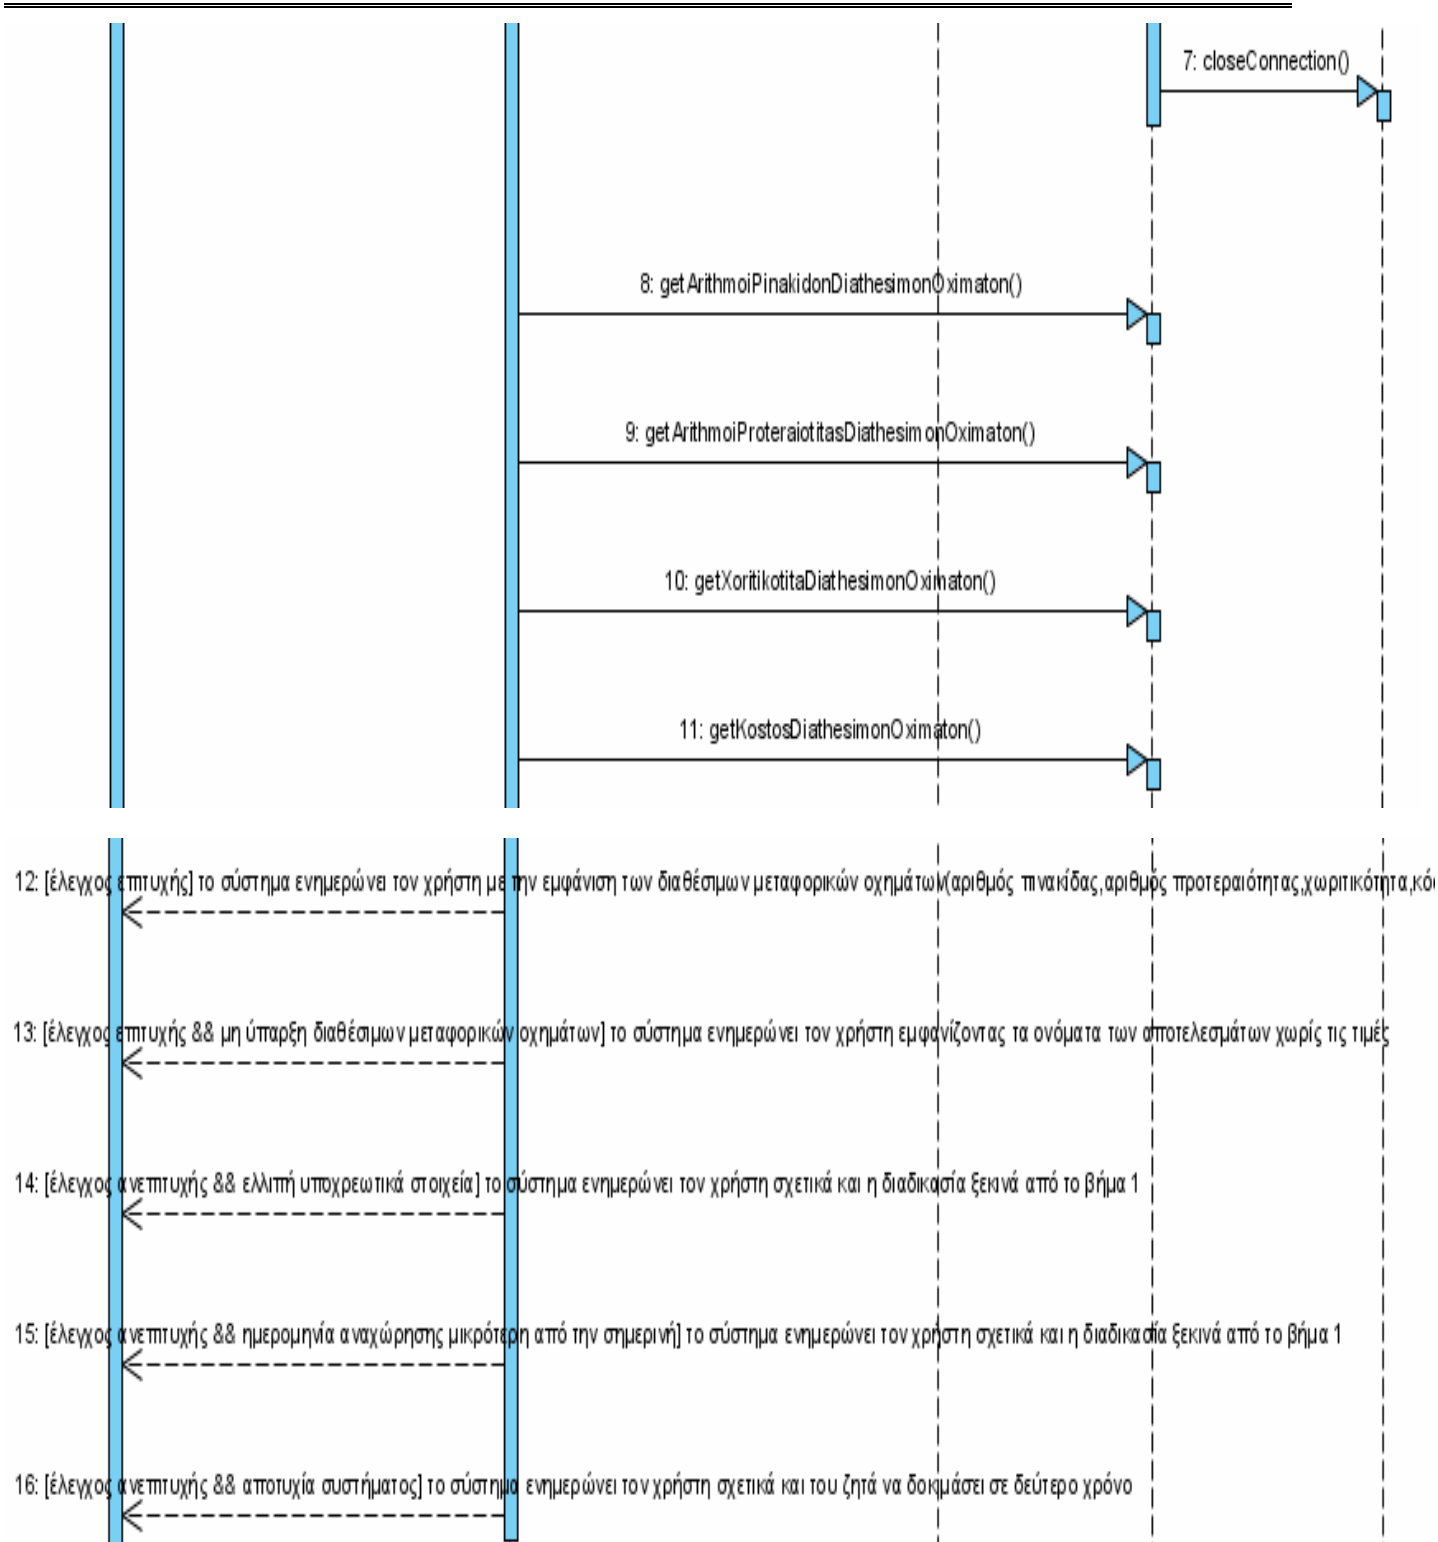 7: closeConnection()
8: getArithmoiPinakidonDiathesimonOximaton()
9: getArithmoiProteraiotitasDiathesimonOximaton()
10: getXoritikotitaDiathesimonOximaton()
11: getKostosDiathesimonOximaton()
12: [έλεγχος επιτυχής] το σύστημα ενημερώνει τον χρήστη με την εμφάνιση των διαθέσιμων μεταφορικών οχημάτων(αριθμός πινακίδας,αριθμός προτεραιότητας,χωριτικότητα,κό
13: [έλεγχος επιτυχής && μη ύπαρξη διαθέσιμων μεταφορικών οχημάτων] το σύστημα ενημερώνει τον χρήστη εμφανίζοντας τα ονόματα των αποτελεσμάτων χωρίς τις τιμές
14: [έλεγχος ανεπιτυχής && ελλιπή υποχρεωτικά στοιχεία] το σύστημα ενημερώνει τον χρήστη σχετικά και η διαδικασία ξεκινά από το βήμα 1
15: [έλεγχος ανεπιτυχής && ημερομηνία αναχώρησης μικρότερη από την σημερινή] το σύστημα ενημερώνει τον χρήστη σχετικά και η διαδικασία ξεκινά από το βήμα 1
16: [έλεγχος ανεπιτυχής && αποτυχία συστήματος] το σύστημα ενημερώνει τον χρήστη σχετικά και του ζητά να δοκιμάσει σε δεύτερο χρόνο